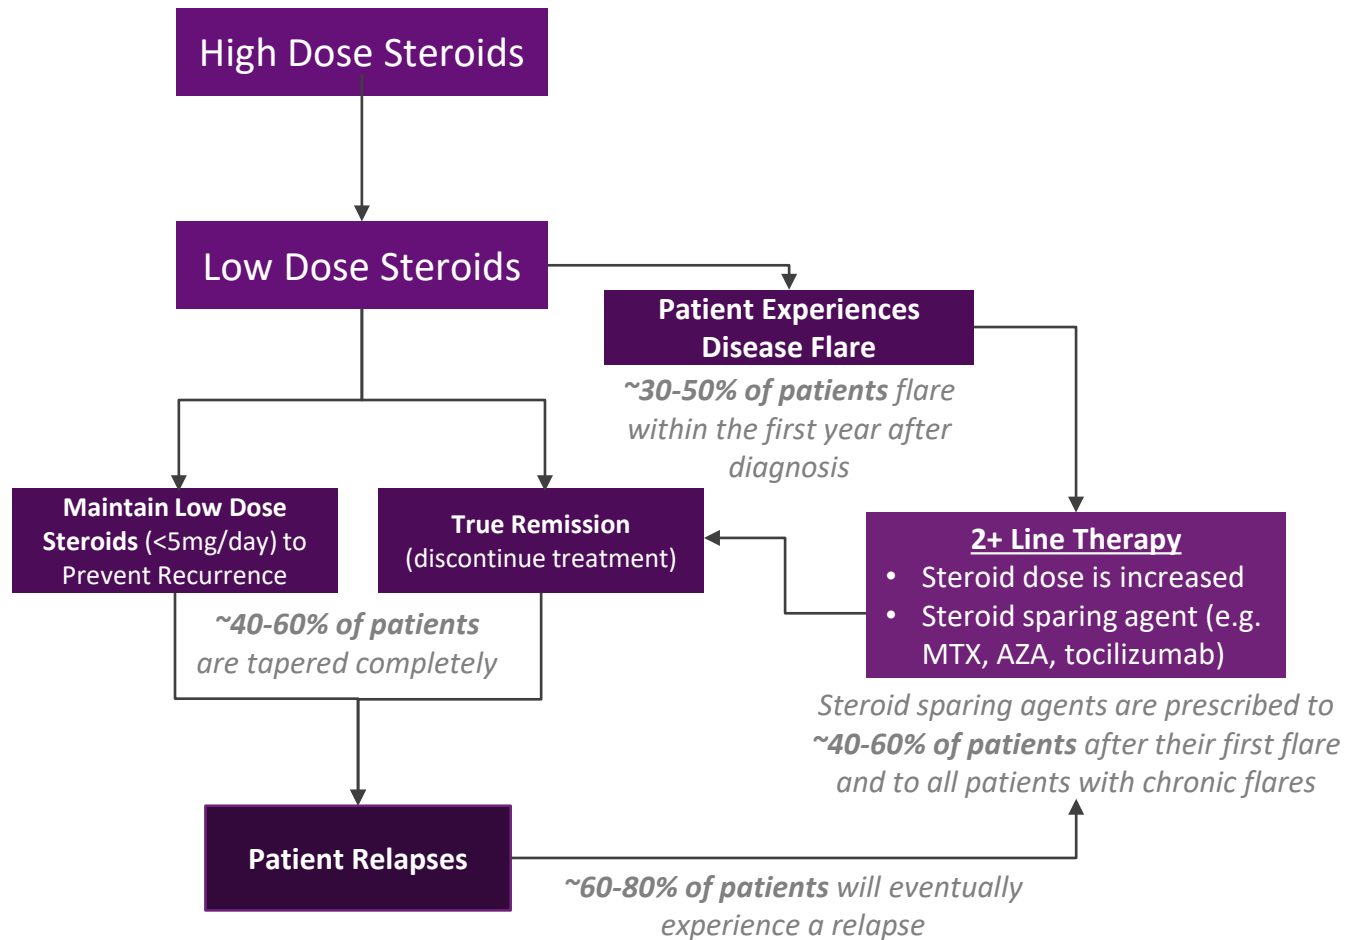 High Dose Steroids
Low Dose Steroids
Patient Experiences
Disease Flare
~30-50% of patients flare
within the first year after
diagnosis
Maintain Low Dose
Steroids (<5mg/day) to
Prevent Recurrence
True Remission
(discontinue treatment)
2+ Line Therapy
• Steroid dose is increased
• Steroid sparing agent (e.g.
MTX, AZA, tocilizumab)
~40-60% of patients
are tapered completely
Steroid sparing agents are prescribed to
~40-60% of patients after their first flare
and to all patients with chronic flares
Patient Relapses
~60-80% of patients will eventually
experience a relapse